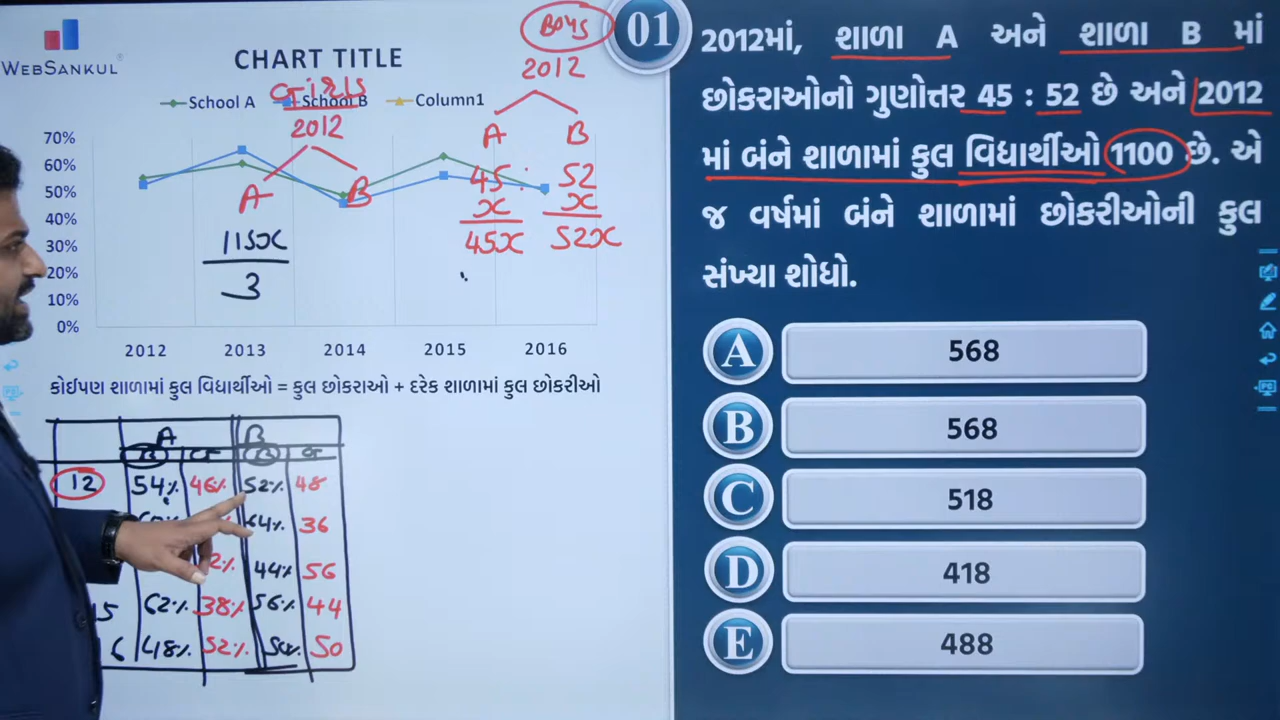 WEBSANKUL
CHART TITLE
School A
School B
Column1
Girls
2012
A
B
115x
3
Boys
2012
A
B
45 : 52
x
x
45x
52x
70%
60%
50%
40%
30%
20%
10%
0%
2012
2013
2014
2015
2016
કોઈપણ શાળામાં કુલ વિદ્યાર્થીઓ = કુલ છોકરાઓ + દરેક શાળામાં કુલ છોકરીઓ
A
B
B
G
B
G
12
54%
46%
52%
48
64%
36
2%
44%
56
15
62%
38%
56%
44
6
48%
52%
50%
50
01
2012માં, શાળા A અને શાળા B માં
છોકરાઓનો ગુણોત્તર 45 : 52 છે અને 2012
માં બંને શાળામાં કુલ વિદ્યાર્થીઓ 1100 છે. એ
જ વર્ષમાં બંને શાળામાં છોકરીઓની કુલ
સંખ્યા શોધો.
A
568
B
568
C
518
D
418
E
488